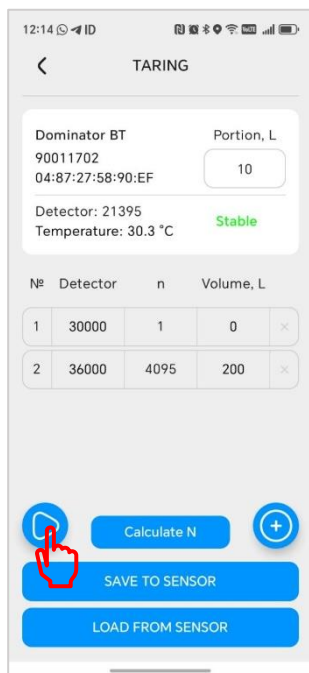 12:14 ID
TARING
Dominator BT
Portion, L
90011702
04:87:27:58:90:EF
10
Detector: 21395
Temperature: 30.3 °C
Stable
№ Detector n Volume, L
1 30000 1 0 ×
2 36000 4095 200 ×
Calculate N
+
SAVE TO SENSOR
LOAD FROM SENSOR